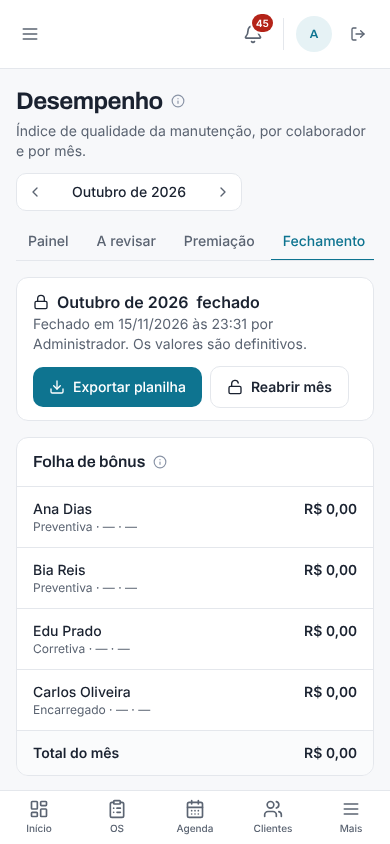 45
A
Desempenho
Índice de qualidade da manutenção, por colaborador
e por mês.
Outubro de 2026
Painel
A revisar
Premiação
Fechamento
Outubro de 2026 fechado
Fechado em 15/11/2026 às 23:31 por
Administrador. Os valores são definitivos.
Exportar planilha
Reabrir mês
Folha de bônus
Ana Dias
R$ 0,00
Preventiva · — · —
Bia Reis
R$ 0,00
Preventiva · — · —
Edu Prado
R$ 0,00
Corretiva · — · —
Carlos Oliveira
R$ 0,00
Encarregado · — · —
Total do mês
R$ 0,00
Início
OS
Agenda
Clientes
Mais